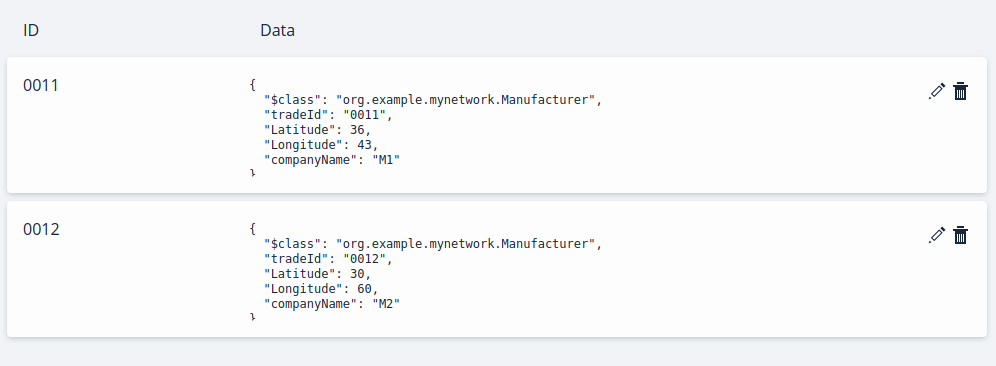 ID Data
0011 {
"$class": "org.example.mynetwork.Manufacturer",
"tradeId": "0011",
"Latitude": 36,
"Longitude": 43,
"companyName": "M1"
}
0012 {
"$class": "org.example.mynetwork.Manufacturer",
"tradeId": "0012",
"Latitude": 30,
"Longitude": 60,
"companyName": "M2"
}